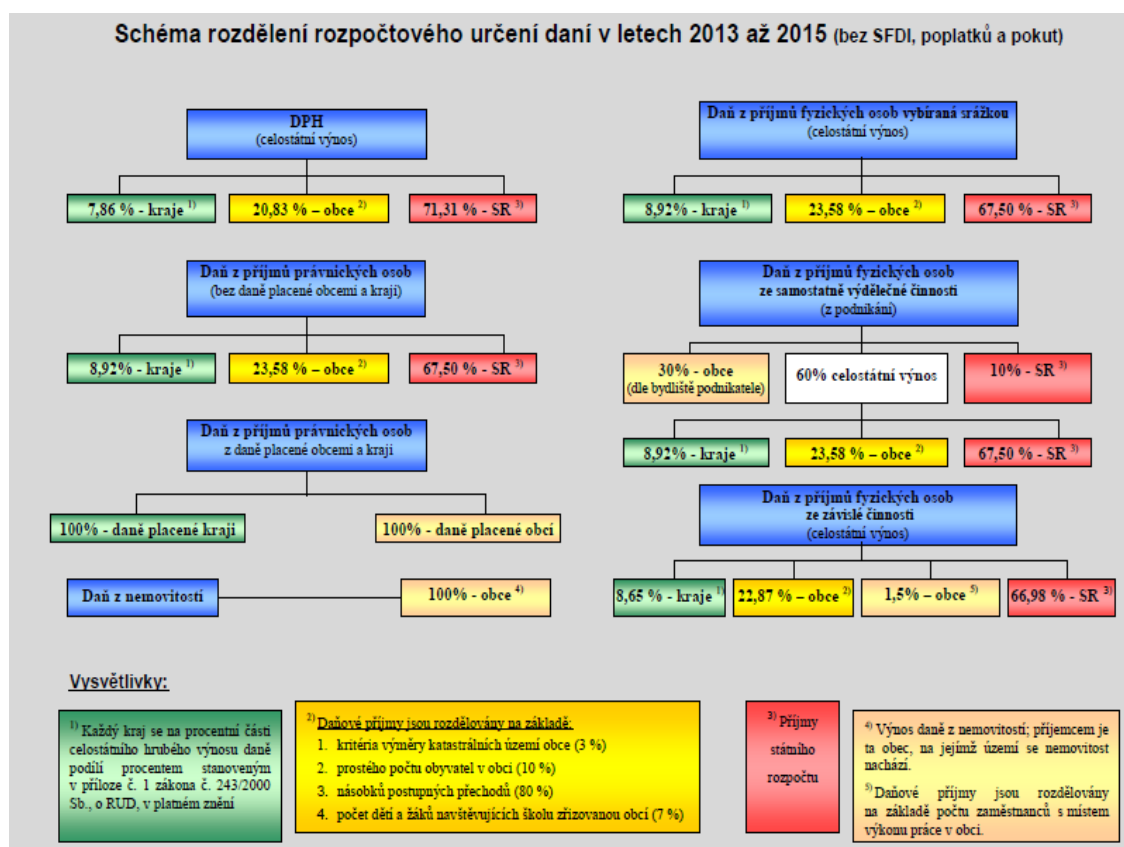 Schéma rozdělení rozpočtového určení daní v letech 2013 až 2015 (bez SFDI, poplatků a pokut)
DPH
(celostátní výnos)
7,86 % - kraje 1)
20,83 % – obce 2)
71,31 % - SR 3)
Daň z příjmů právnických osob
(bez daně placené obcemi a kraji)
8,92% - kraje 1)
23,58 % – obce 2)
67,50 % - SR 3)
Daň z příjmů právnických osob
z daně placené obcemi a kraji
100% - daně placené kraji
100% - daně placené obcí
Daň z nemovitostí
100% - obce 4)
Daň z příjmů fyzických osob vybíraná srážkou
(celostátní výnos)
8,92% - kraje 1)
23,58 % – obce 2)
67,50 % - SR 3)
Daň z příjmů fyzických osob
ze samostatně výdělečné činnosti
(z podnikání)
30% - obce
(dle bydliště podnikatele)
60% celostátní výnos
10% - SR 3)
8,92% - kraje 1)
23,58 % – obce 2)
67,50 % - SR 3)
Daň z příjmů fyzických osob
ze závislé činnosti
(celostátní výnos)
8,65 % - kraje 1)
22,87 % – obce 2)
1,5% – obce 5)
66,98 % - SR 3)
Vysvětlivky:
1) Každý kraj se na procentní části
celostátního hrubého výnosu daně
podílí procentem stanoveným
v příloze č. 1 zákona č. 243/2000
Sb., o RUD, v platném znění
2) Daňové příjmy jsou rozdělovány na základě:
1. kritéria výměry katastrálních území obce (3 %)
2. prostého počtu obyvatel v obci (10 %)
3. násobků postupných přechodů (80 %)
4. počet dětí a žáků navštěvujících školu zřizovanou obcí (7 %)
3) Příjmy
státního
rozpočtu
4) Výnos daně z nemovitostí; příjemcem je
ta obec, na jejímž území se nemovitost
nachází.
5) Daňové příjmy jsou rozdělovány
na základě počtu zaměstnanců s místem
výkonu práce v obci.